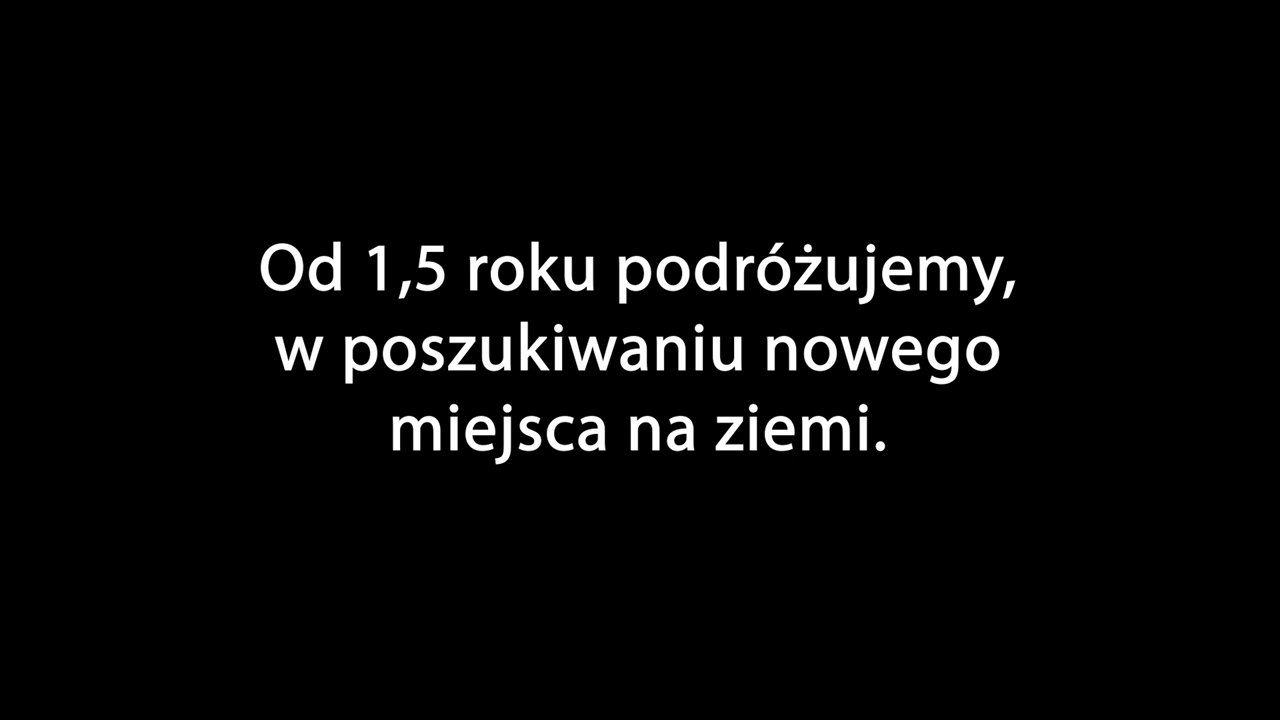 Od 1,5 roku podróżujemy,
w poszukiwaniu nowego
miejsca na ziemi.